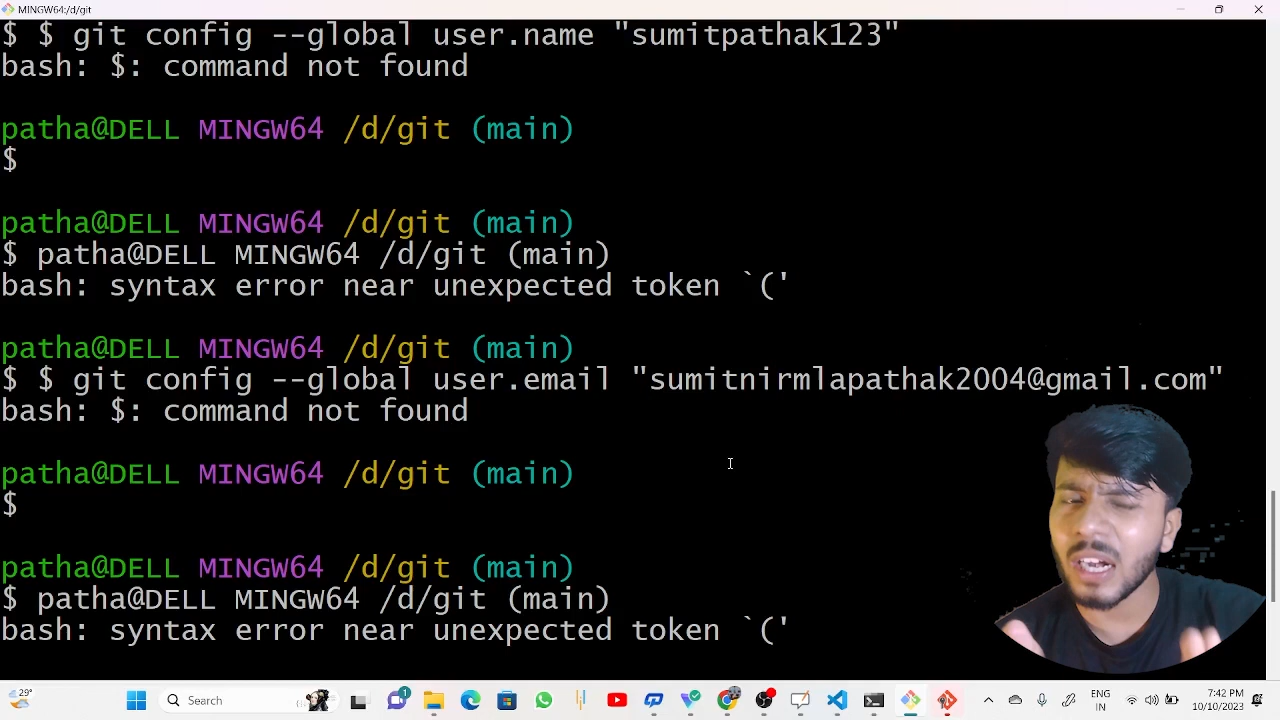 MINGW64:/d/git
$ $ git config --global user.name "sumitpathak123"
bash: $: command not found
patha@DELL MINGW64 /d/git (main)
$
patha@DELL MINGW64 /d/git (main)
$ patha@DELL MINGW64 /d/git (main)
bash: syntax error near unexpected token `('
patha@DELL MINGW64 /d/git (main)
$ $ git config --global user.email "sumitnirmlapathak2004@gmail.com"
bash: $: command not found
patha@DELL MINGW64 /d/git (main)
$
patha@DELL MINGW64 /d/git (main)
$ patha@DELL MINGW64 /d/git (main)
bash: syntax error near unexpected token `('
29°
Search
1
ENG
IN
7:42 PM
10/10/2023